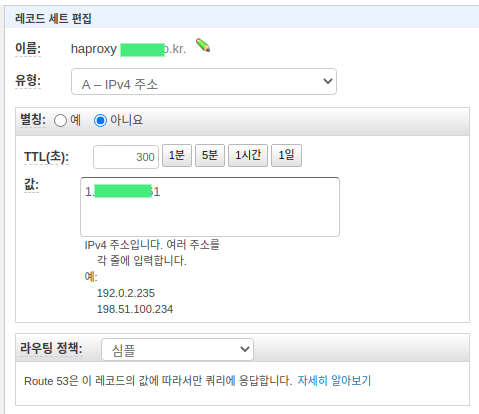 레코드 세트 편집
이름: haproxy .kr.
유형: A – IPv4 주소
별칭: 예 아니요
TTL(초): 300 1분 5분 1시간 1일
값: 1.
IPv4 주소입니다. 여러 주소를
각 줄에 입력합니다.
예:
192.0.2.235
198.51.100.234
라우팅 정책: 심플
Route 53은 이 레코드의 값에 따라서만 쿼리에 응답합니다. 자세히 알아보기